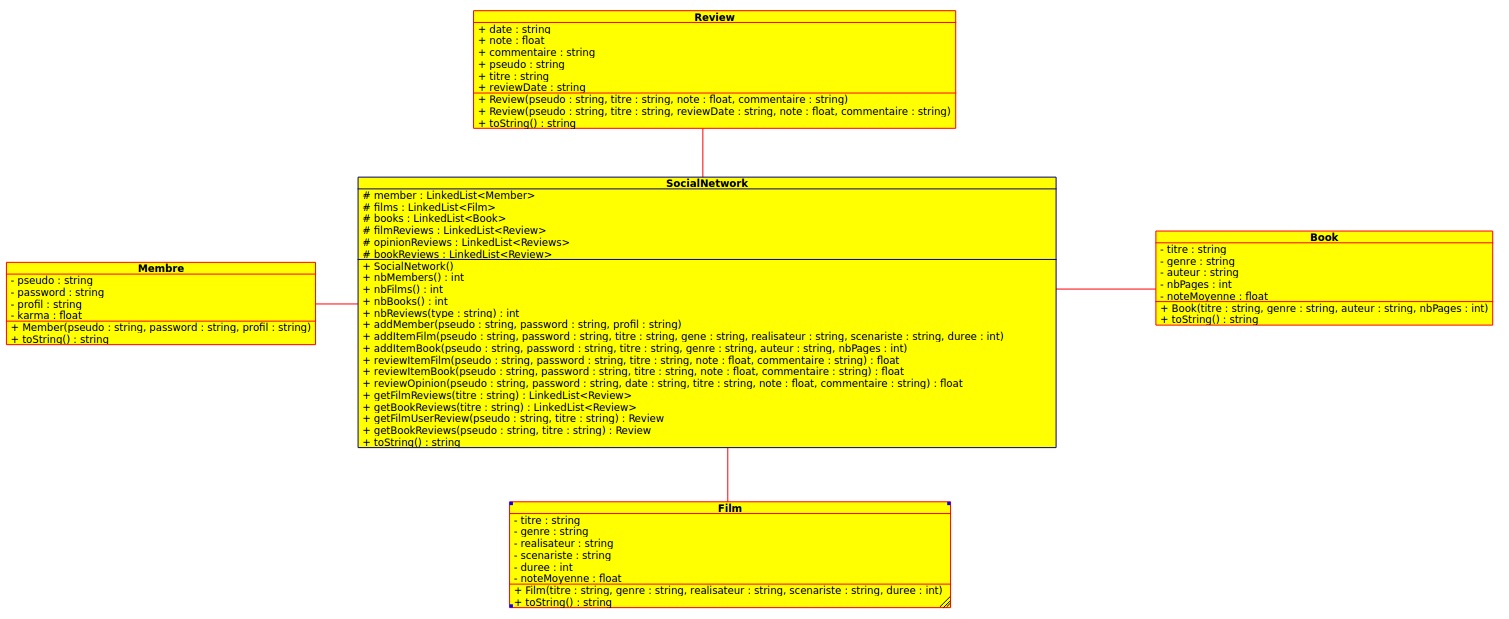 Review
+ date : string
+ note : float
+ commentaire : string
+ pseudo : string
+ titre : string
+ reviewDate : string
+ Review(pseudo : string, titre : string, note : float, commentaire : string)
+ Review(pseudo : string, titre : string, reviewDate : string, note : float, commentaire : string)
+ toString() : string
SocialNetwork
# member : LinkedList<Member>
# films : LinkedList<Film>
# books : LinkedList<Book>
# filmReviews : LinkedList<Review>
# opinionReviews : LinkedList<Reviews>
# bookReviews : LinkedList<Review>
+ SocialNetwork()
+ nbMembers() : int
+ nbFilms() : int
+ nbBooks() : int
+ nbReviews(type : string) : int
+ addMember(pseudo : string, password : string, profil : string)
+ addItemFilm(pseudo : string, password : string, titre : string, gene : string, realisateur : string, scenariste : string, duree : int)
+ addItemBook(pseudo : string, password : string, titre : string, genre : string, auteur : string, nbPages : int)
+ reviewItemFilm(pseudo : string, password : string, titre : string, note : float, commentaire : string) : float
+ reviewItemBook(pseudo : string, password : string, titre : string, note : float, commentaire : string) : float
+ reviewOpinion(pseudo : string, password : string, date : string, titre : string, note : float, commentaire : string) : float
+ getFilmReviews(titre : string) : LinkedList<Review>
+ getBookReviews(titre : string) : LinkedList<Review>
+ getFilmUserReview(pseudo : string, titre : string) : Review
+ getBookReviews(pseudo : string, titre : string) : Review
+ toString() : string
Membre
- pseudo : string
- password : string
- profil : string
- karma : float
+ Member(pseudo : string, password : string, profil : string)
+ toString() : string
Book
- titre : string
- genre : string
- auteur : string
- nbPages : int
- noteMoyenne : float
+ Book(titre : string, genre : string, auteur : string, nbPages : int)
+ toString() : string
Film
- titre : string
- genre : string
- realisateur : string
- scenariste : string
- duree : int
- noteMoyenne : float
+ Film(titre : string, genre : string, realisateur : string, scenariste : string, duree : int)
+ toString() : string